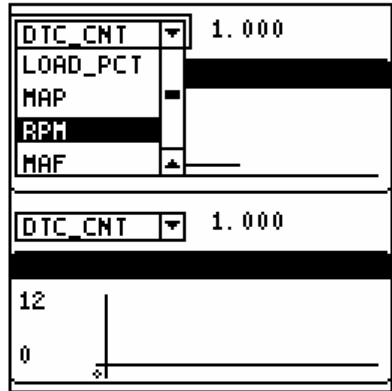 DTC_CNT 1.000
LOAD_PCT
MAP
RPM
MAF
DTC_CNT 1.000
12
0